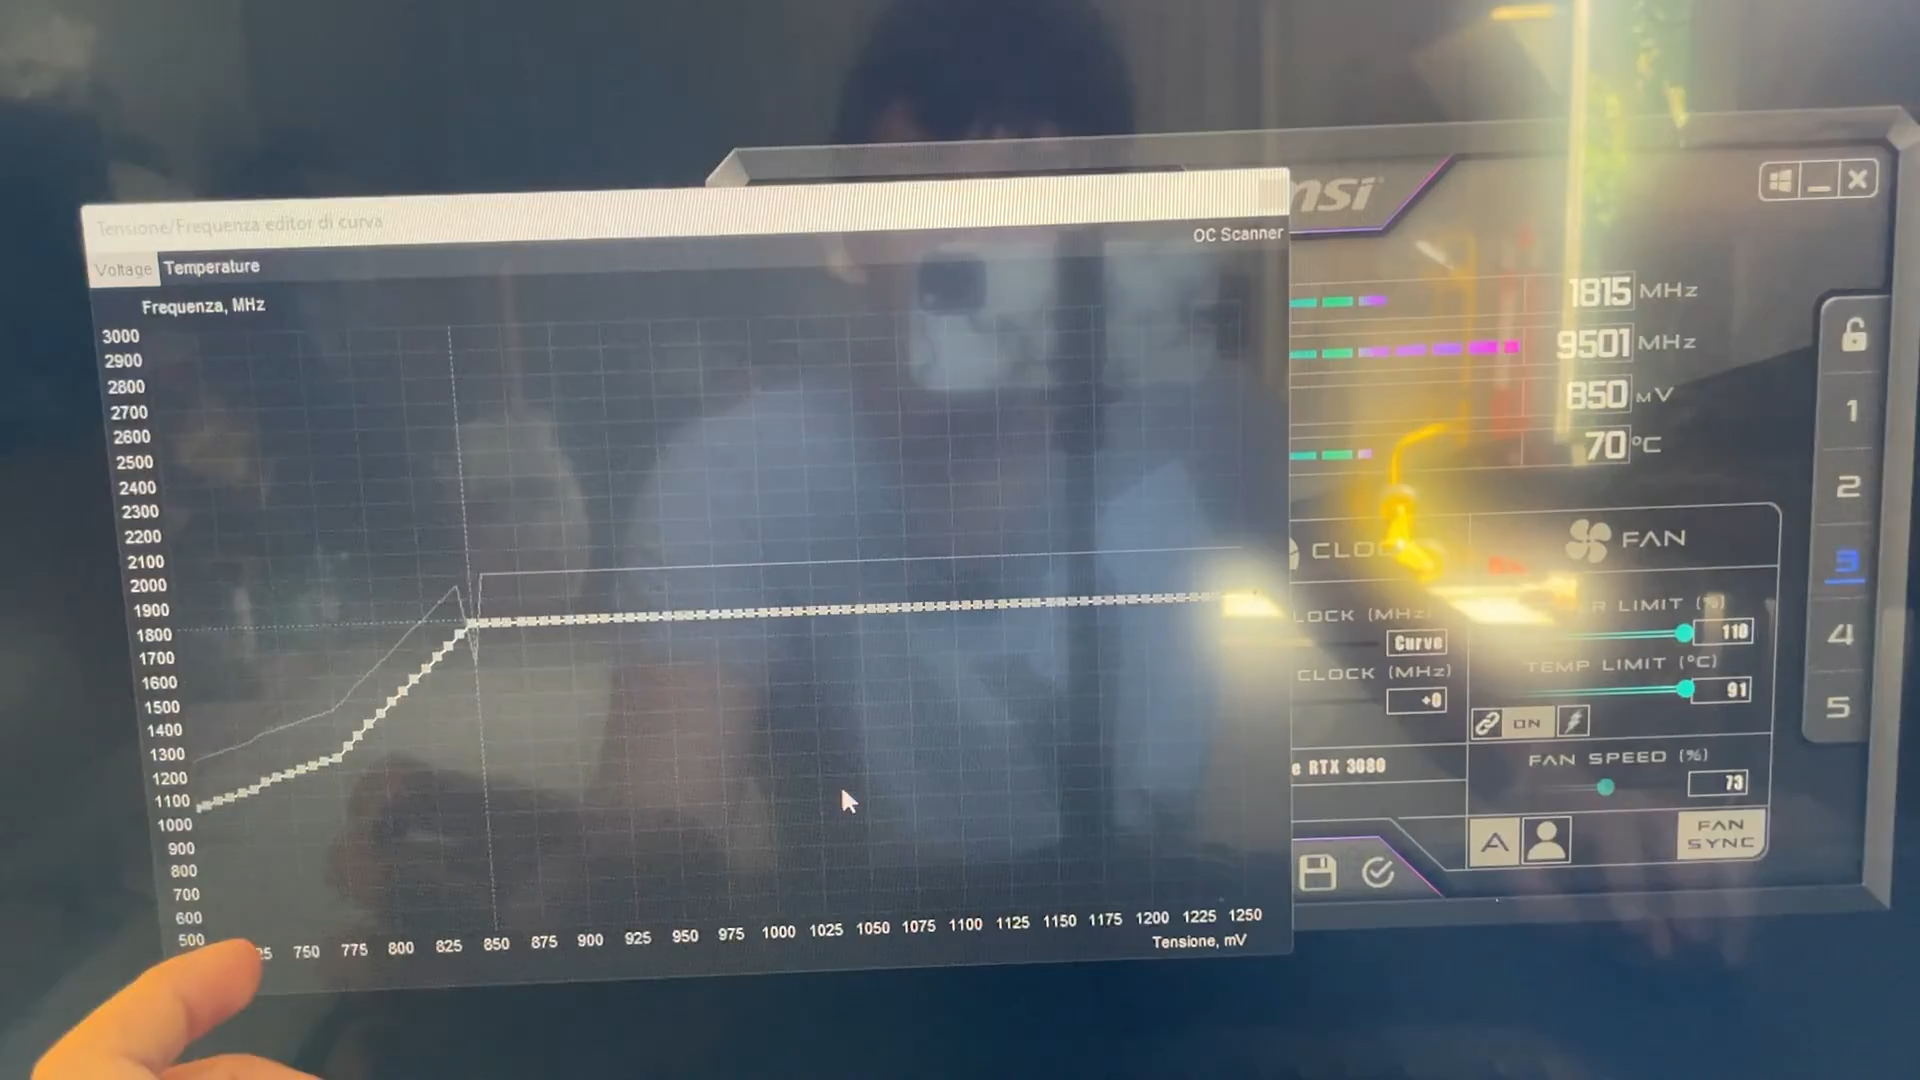 Tensione/Frequenza editor di curva
msi
OC Scanner
Voltage Temperature
Frequenza, MHz
3000
2900
2800
2700
2600
2500
2400
2300
2200
2100
2000
1900
1800
1700
1600
1500
1400
1300
1200
1100
1000
900
800
700
600
500
25 750 775 800 825 850 875 900 925 950 975 1000 1025 1050 1075 1100 1125 1150 1175 1200 1225 1250
Tensione, mV
1815 MHz
9501 MHz
850 mV
70 °C
1
2
3
4
5
FAN
LOCK (MHz)
Curve
CLOCK (MHz)
+0
R LIMIT (%)
110
TEMP LIMIT (°C)
91
ON
e RTX 3080
FAN SPEED (%)
73
A
FAN SYNC